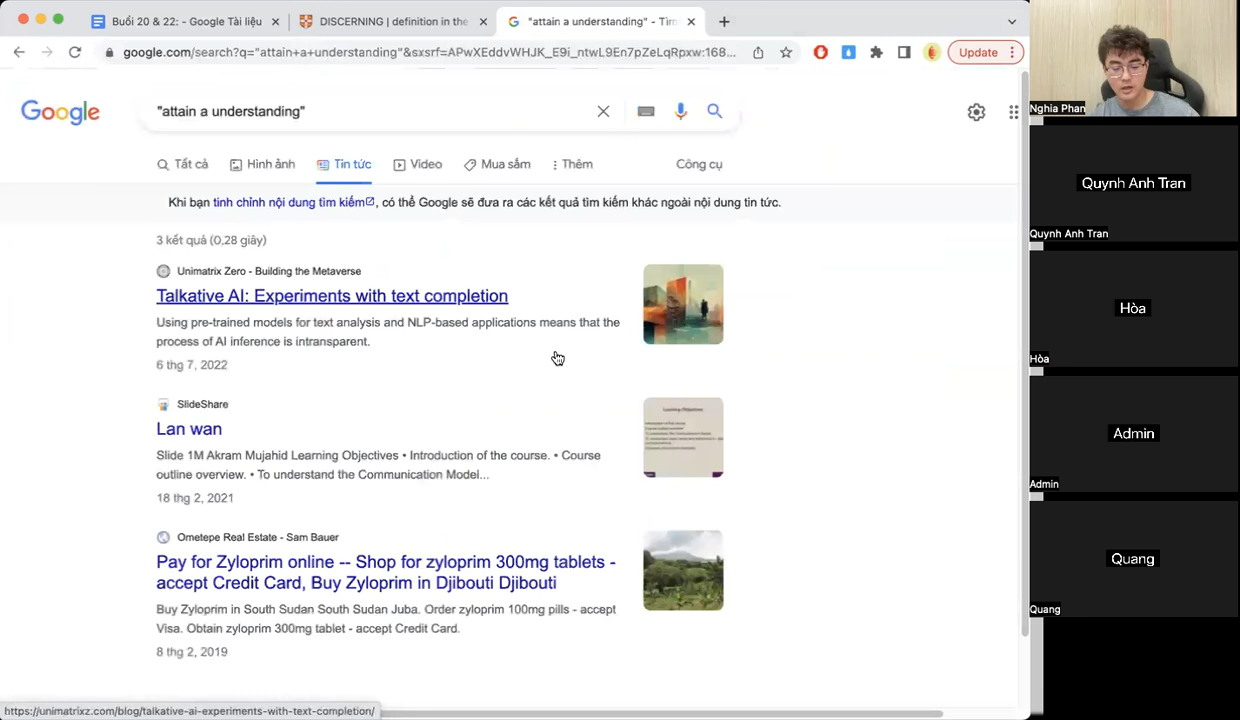 Buổi 20 & 22: - Google Tài liệu
DISCERNING | definition in the
"attain a understanding" - Tìm
google.com/search?q="attain+a+understanding"&sxsrf=APwXEddvWHJK_E9i_ntwL9En7pZeLqRpxw:168...
Update
Google
"attain a understanding"
Tất cả
Hình ảnh
Tin tức
Video
Mua sắm
Thêm
Công cụ
Khi bạn tinh chỉnh nội dung tìm kiếm, có thể Google sẽ đưa ra các kết quả tìm kiếm khác ngoài nội dung tin tức.
3 kết quả (0,28 giây)
Unimatrix Zero - Building the Metaverse
Talkative AI: Experiments with text completion
Using pre-trained models for text analysis and NLP-based applications means that the
process of AI inference is intransparent.
6 thg 7, 2022
SlideShare
Lan wan
Slide 1M Akram Mujahid Learning Objectives • Introduction of the course. • Course
outline overview. • To understand the Communication Model...
18 thg 2, 2021
Ometepe Real Estate - Sam Bauer
Pay for Zyloprim online -- Shop for zyloprim 300mg tablets -
accept Credit Card, Buy Zyloprim in Djibouti Djibouti
Buy Zyloprim in South Sudan South Sudan Juba. Order zyloprim 100mg pills - accept
Visa. Obtain zyloprim 300mg tablet - accept Credit Card.
8 thg 2, 2019
https://unimatrixz.com/blog/talkative-ai-experiments-with-text-completion/
Nghia Phan
Quynh Anh Tran
Quynh Anh Tran
Hòa
Hòa
Admin
Admin
Quang
Quang